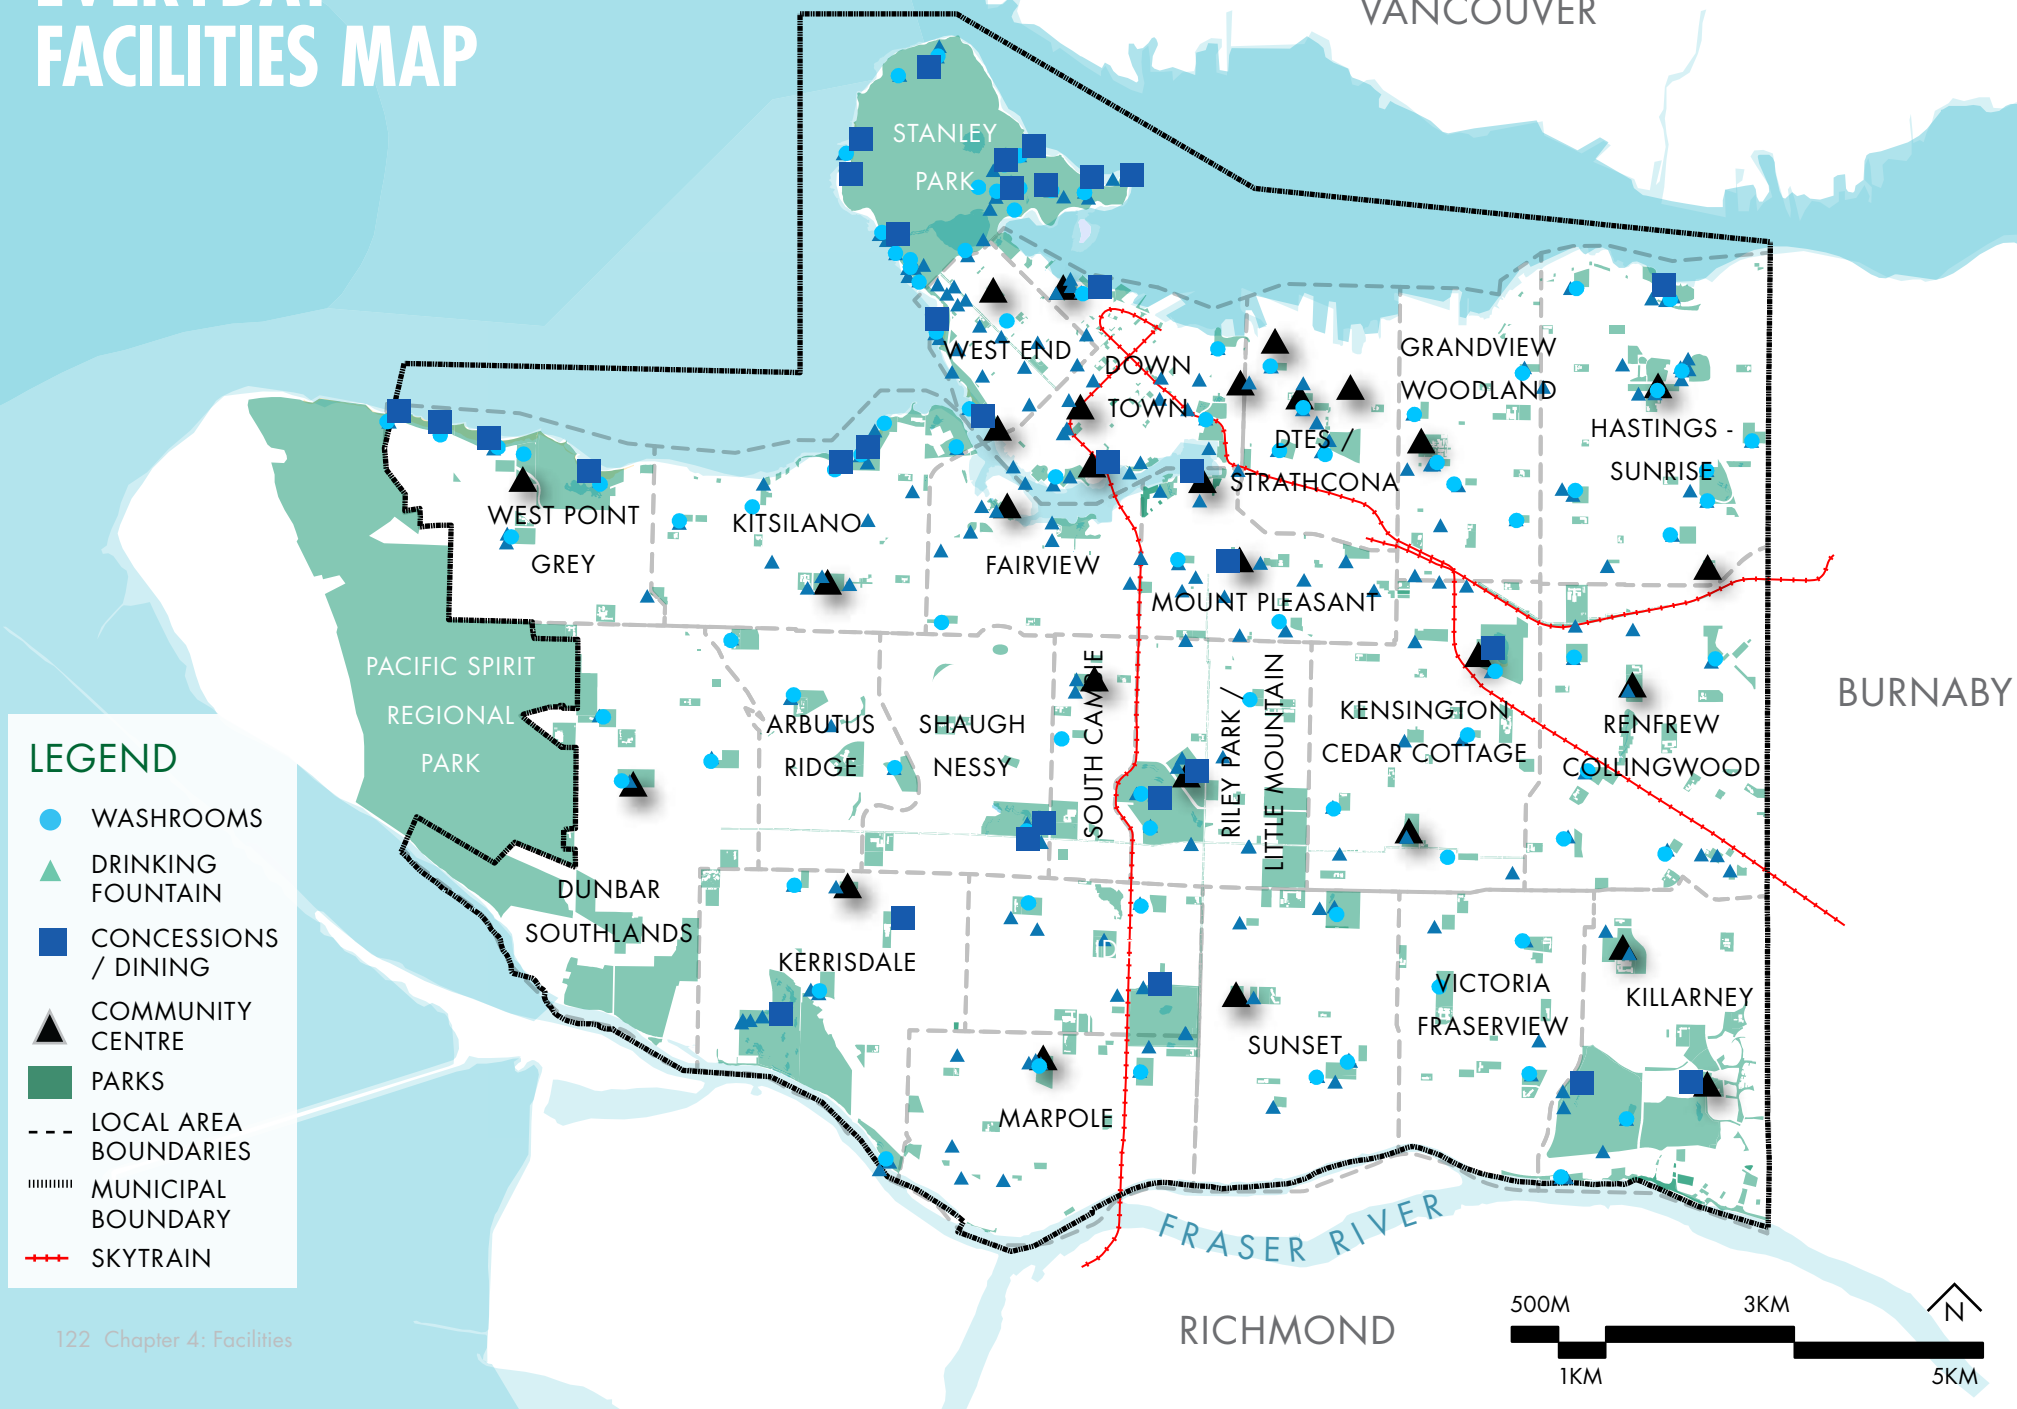 FACILITIES MAP
VANCOUVER
STANLEY
PARK
WEST END
DOWN
TOWN
GRANDVIEW
WOODLAND
HASTINGS -
SUNRISE
DTES /
STRATHCONA
WEST POINT
GREY
KITSILANO
FAIRVIEW
MOUNT PLEASANT
PACIFIC SPIRIT
REGIONAL
PARK
ARBUTUS
RIDGE
SHAUGH
NESSY
SOUTH CAMBIE
RILEY PARK /
LITTLE MOUNTAIN
KENSINGTON
CEDAR COTTAGE
RENFREW
COLLINGWOOD
BURNABY
DUNBAR
SOUTHLANDS
KERRISDALE
VICTORIA
FRASERVIEW
KILLARNEY
SUNSET
MARPOLE
FRASER RIVER
RICHMOND
LEGEND
WASHROOMS
DRINKING
FOUNTAIN
CONCESSIONS
/ DINING
COMMUNITY
CENTRE
PARKS
LOCAL AREA
BOUNDARIES
MUNICIPAL
BOUNDARY
SKYTRAIN
500M
3KM
1KM
5KM
N
122 Chapter 4: Facilities